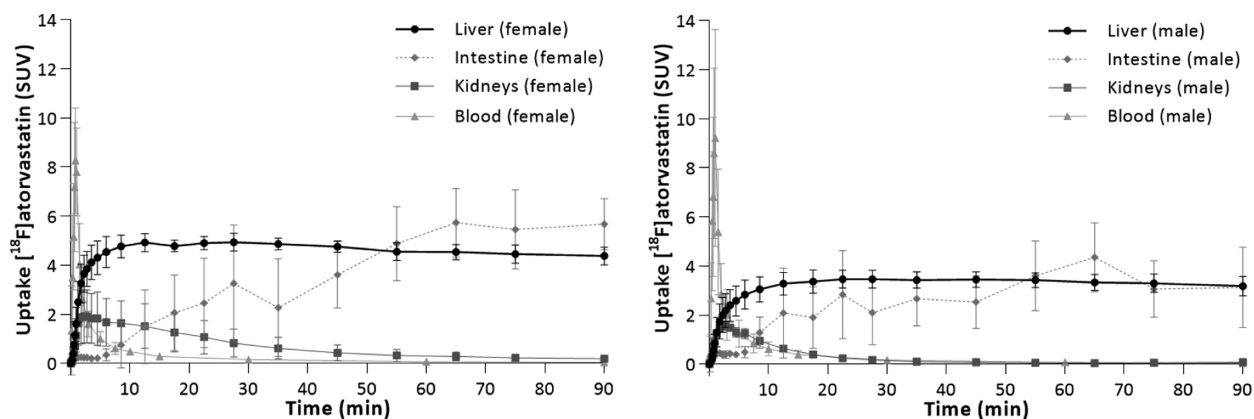 14
12
10
8
6
4
2
0
Uptake [¹⁸F]atorvastatin (SUV)
Liver (female)
Intestine (female)
Kidneys (female)
Blood (female)
10 20 30 40 50 60 70 80 90
Time (min)
14
12
10
8
6
4
2
0
Uptake [¹⁸F]atorvastatin (SUV)
Liver (male)
Intestine (male)
Kidneys (male)
Blood (male)
10 20 30 40 50 60 70 80 90
Time (min)